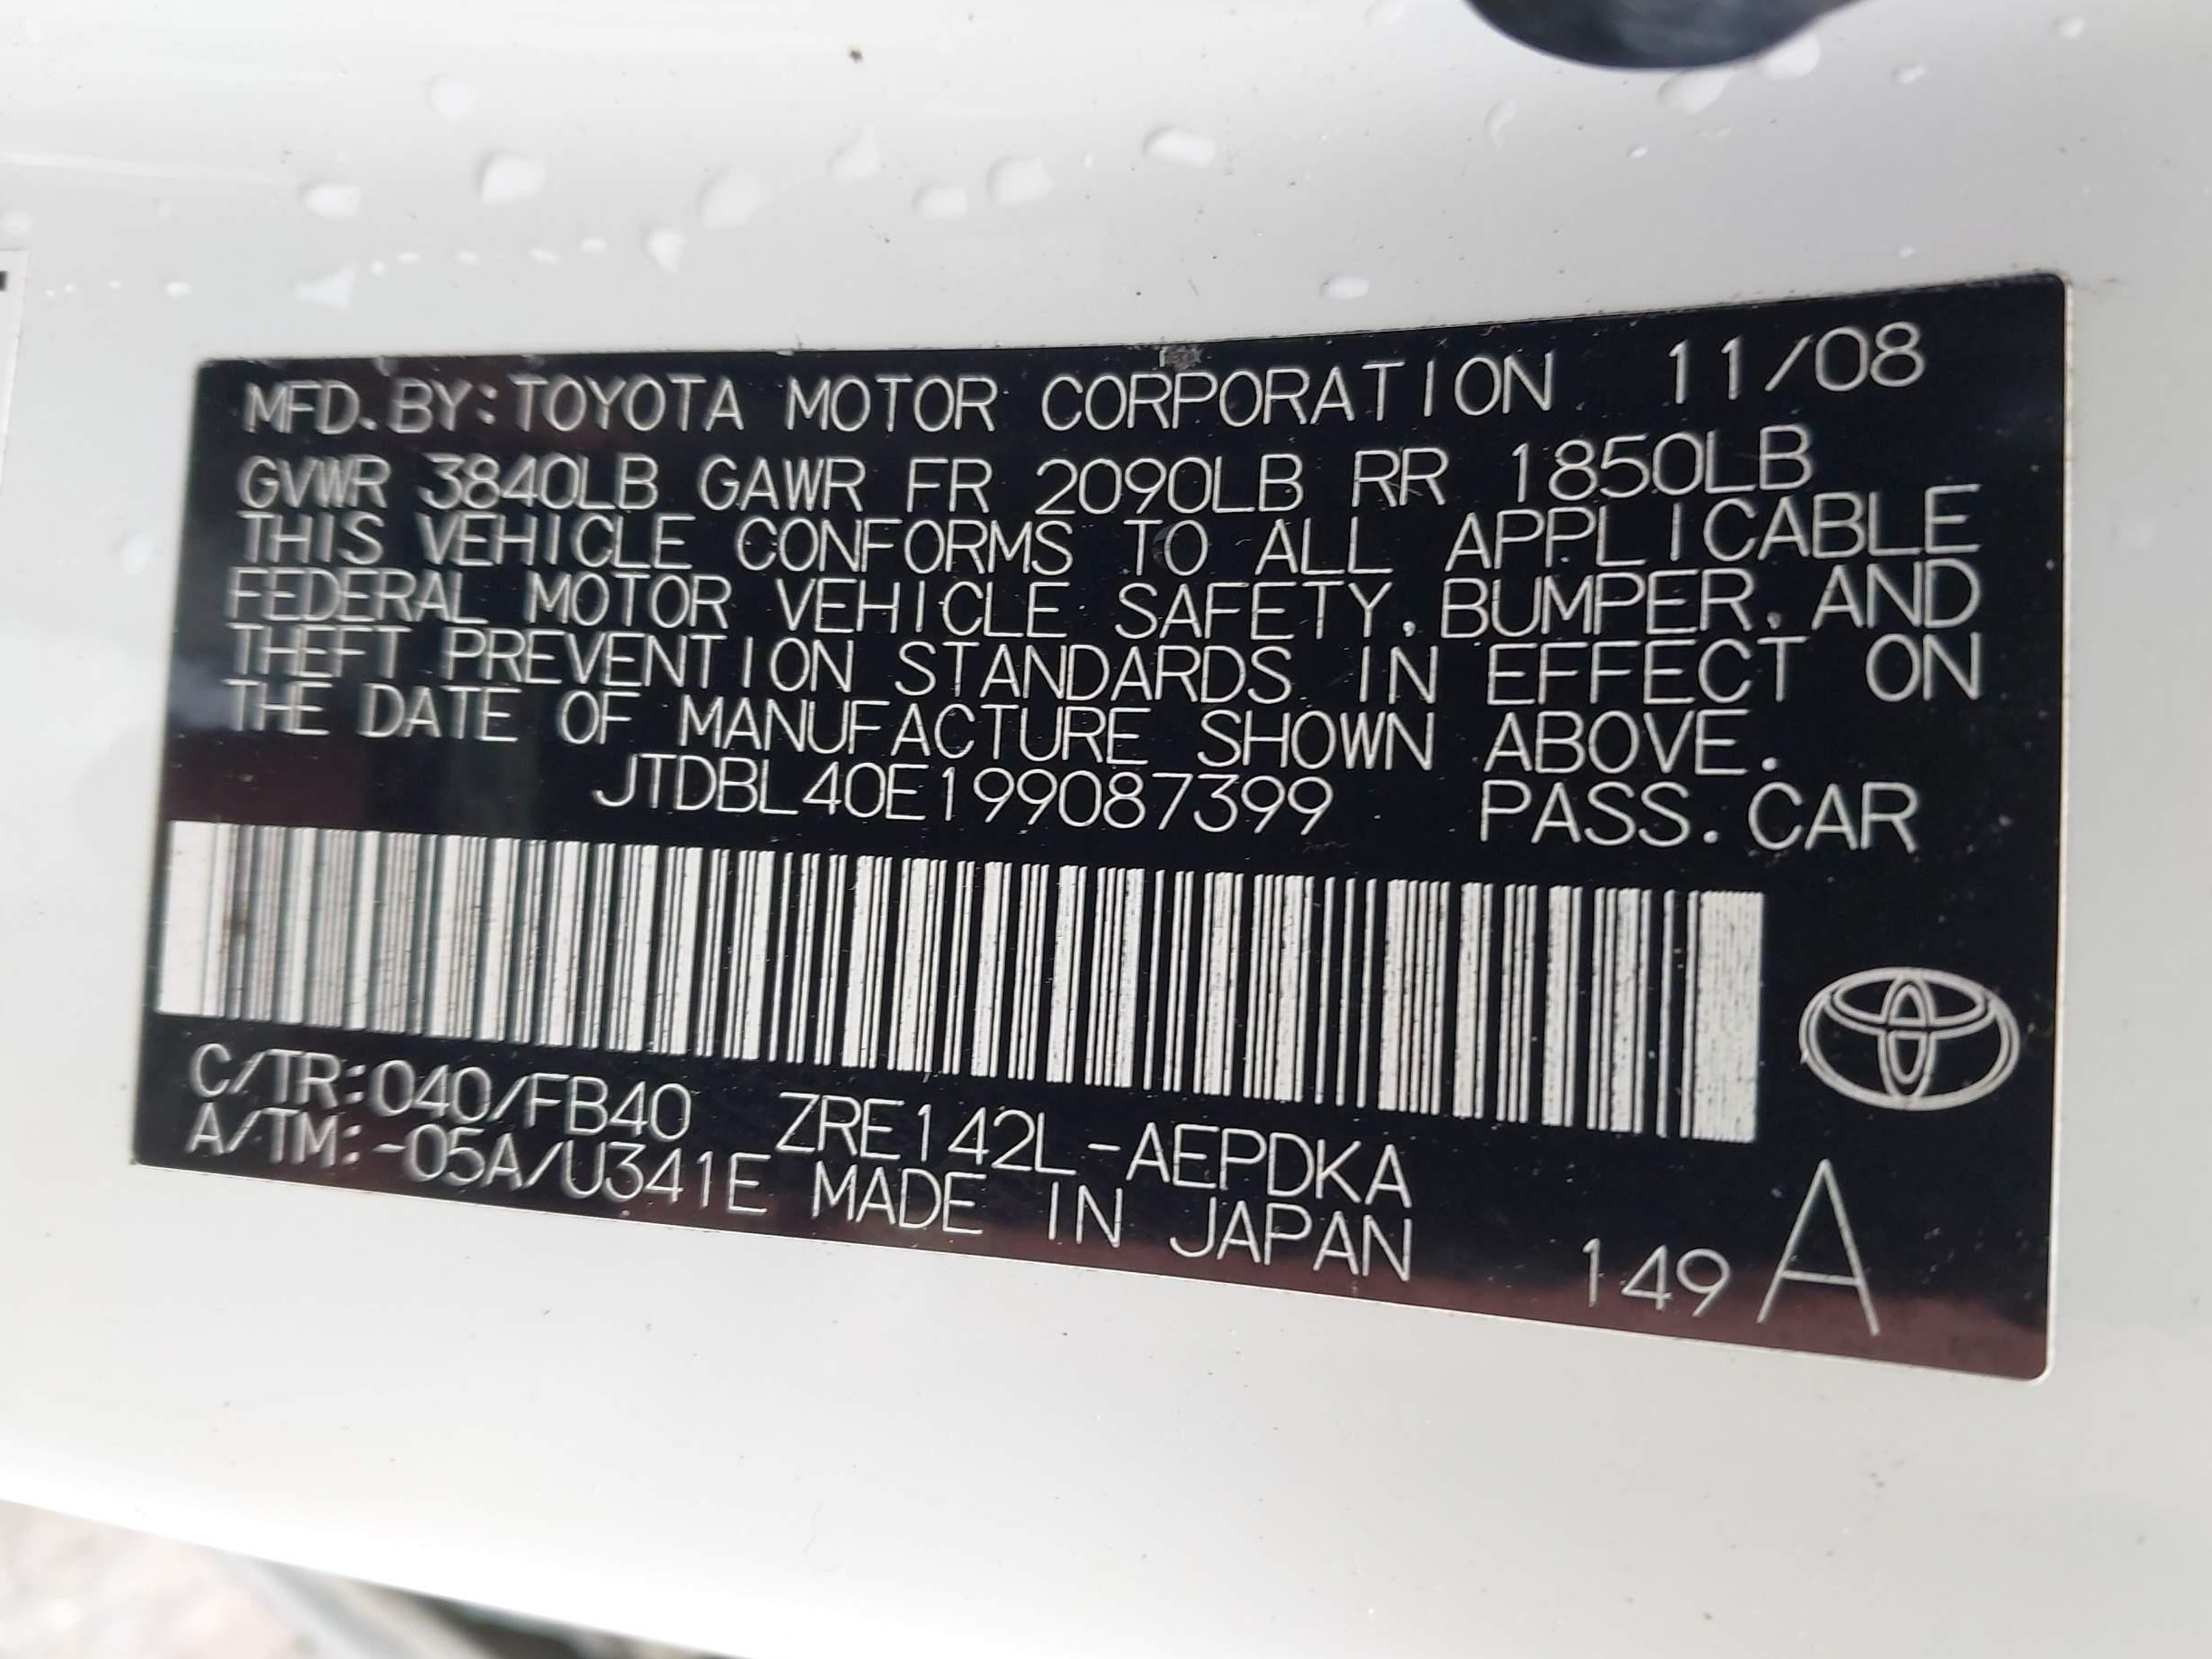 MFD.BY:TOYOTA MOTOR CORPORATION 11/08
GVWR 3840LB GAWR FR 2090LB RR 1850LB
THIS VEHICLE CONFORMS TO ALL APPLICABLE
FEDERAL MOTOR VEHICLE SAFETY,BUMPER,AND
THEFT PREVENTION STANDARDS IN EFFECT ON
THE DATE OF MANUFACTURE SHOWN ABOVE.
JTDBL40E199087399 PASS.CAR
C/TR:040/FB40 ZRE142L-AEPDKA
A/TM:-05A/U341E MADE IN JAPAN
149 A